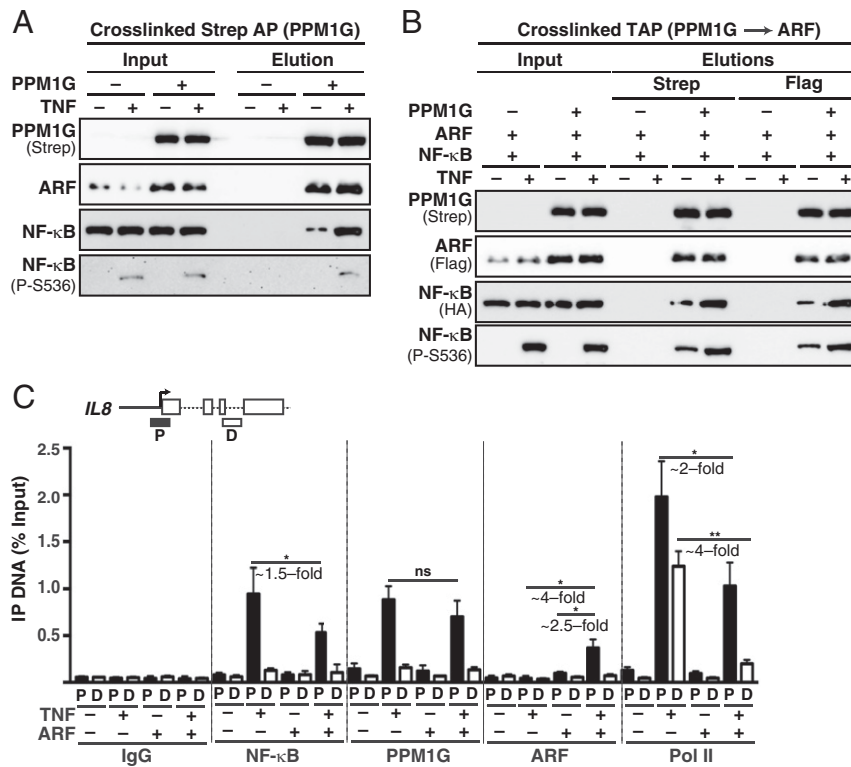 A
Crosslinked Strep AP (PPM1G)
Input Elution
PPM1G – + – +
TNF – + – + – + – +
PPM1G
(Strep)
ARF
NF-κB
NF-κB
(P-S536)
B
Crosslinked TAP (PPM1G → ARF)
Input Elutions
Strep Flag
PPM1G – + – + – +
ARF + + + + + +
NF-κB + + + + + +
TNF – + – + – + – + – + – +
PPM1G
(Strep)
ARF
(Flag)
NF-κB
(HA)
NF-κB
(P-S536)
C
IL8
P D
IP DNA (% Input)
2.5
2.0
1.5
1.0
0.5
*
~1.5–fold
ns
*
~4–fold
*
~2.5–fold
*
~2–fold
**
~4–fold
P D P D P D P D P D P D P D P D P D P D P D P D P D P D P D P D P D P D P D P D
TNF – + – + – + – + – + – + – + – + – + – +
ARF – – + + – – + + – – + + – – + + – – + +
IgG NF-κB PPM1G ARF Pol II